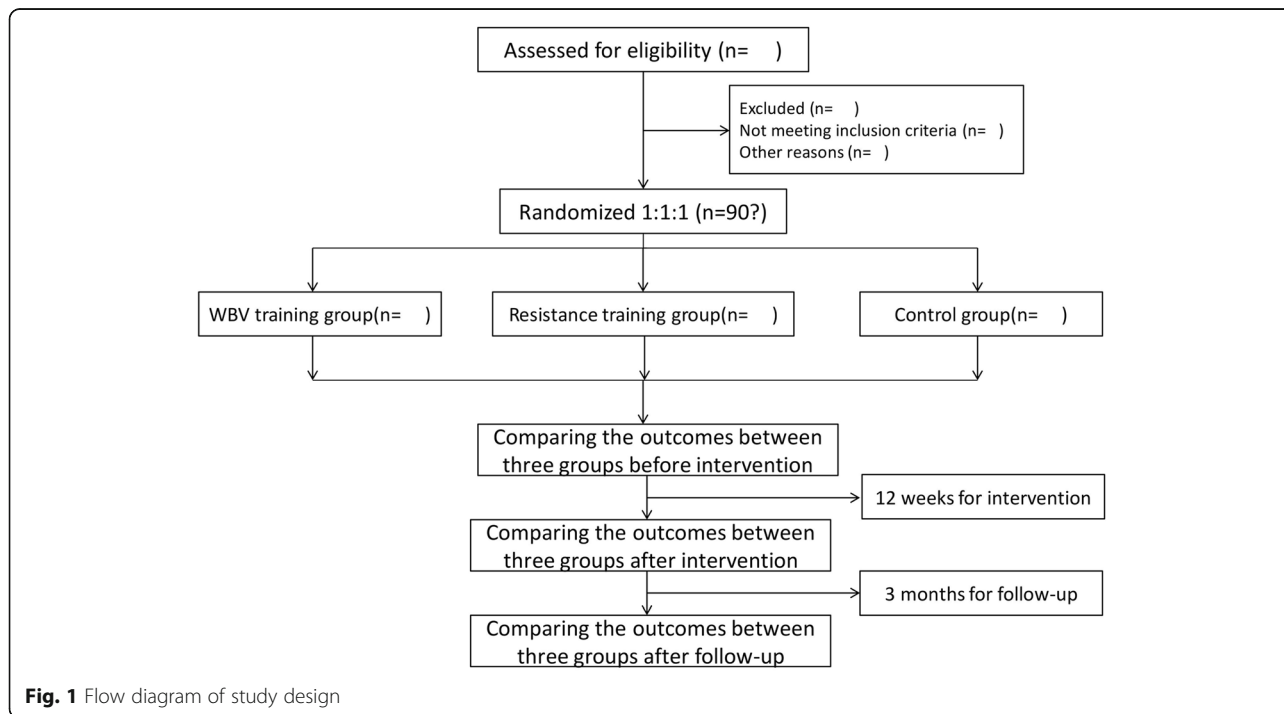 Assessed for eligibility (n= )
Excluded (n= )
Not meeting inclusion criteria (n= )
Other reasons (n= )
Randomized 1:1:1 (n=90?)
WBV training group(n= )
Resistance training group(n= )
Control group(n= )
Comparing the outcomes between
three groups before intervention
12 weeks for intervention
Comparing the outcomes between
three groups after intervention
3 months for follow-up
Comparing the outcomes between
three groups after follow-up
Fig. 1 Flow diagram of study design